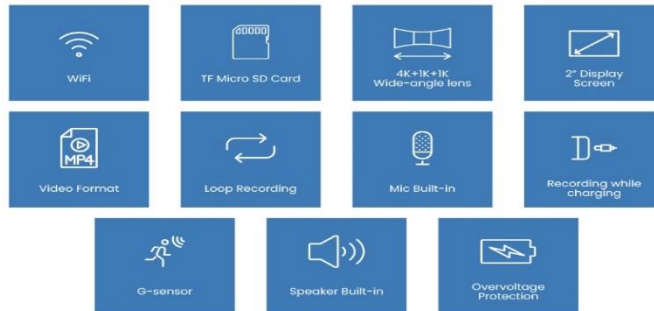 WiFi
TF Micro SD Card
4K+1K+1K
Wide-angle lens
2" Display
Screen
MP4
Video Format
Loop Recording
Mic Built-in
Recording while
charging
G-sensor
Speaker Built-in
Overvoltage
Protection